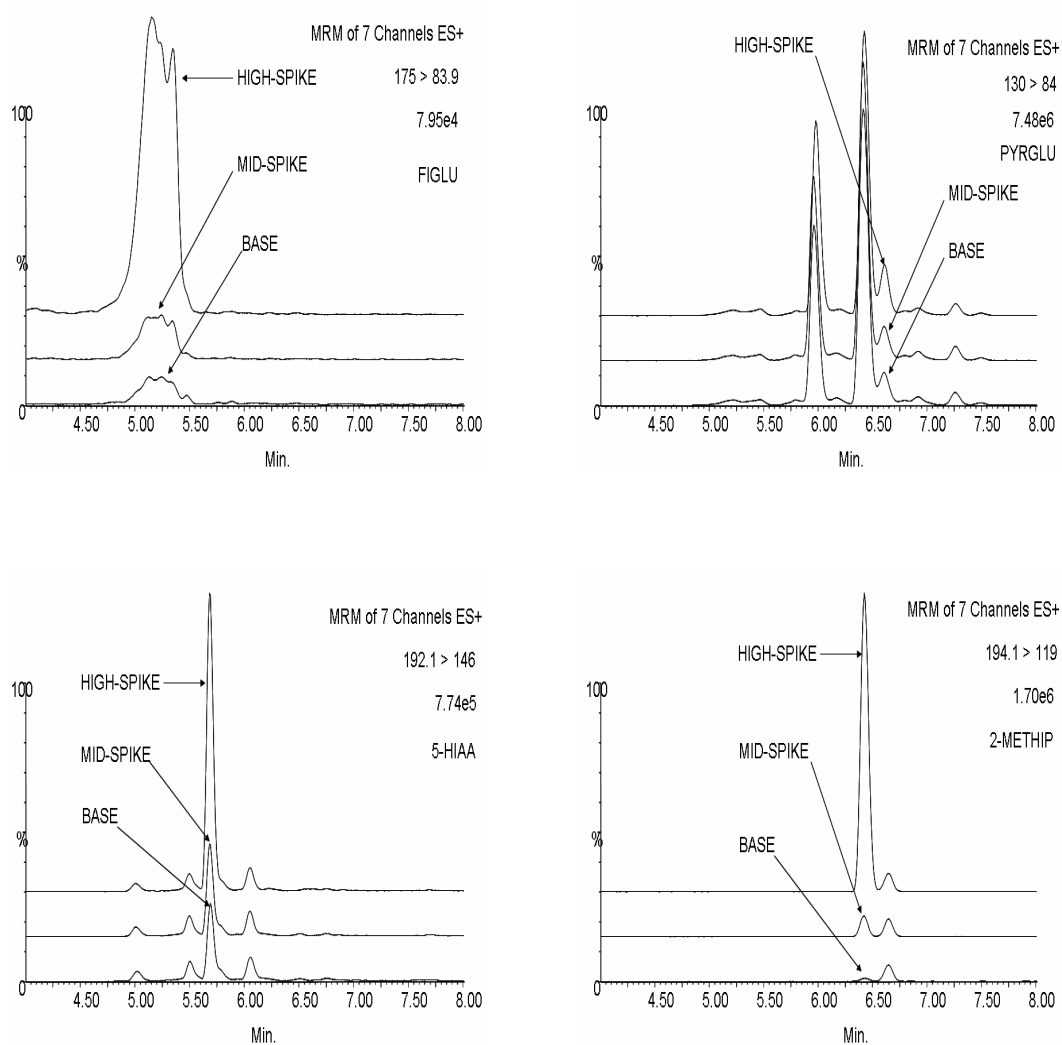 MRM of 7 Channels ES+
HIGH-SPIKE
175 > 83.9
100
7.95e4
MID-SPIKE
FIGLU
BASE
%
0
4.50 5.00 5.50 6.00 6.50 7.00 7.50 8.00
Min.
HIGH-SPIKE
MRM of 7 Channels ES+
130 > 84
100
7.48e6
PYRGLU
MID-SPIKE
BASE
%
0
4.50 5.00 5.50 6.00 6.50 7.00 7.50 8.00
Min.
MRM of 7 Channels ES+
192.1 > 146
HIGH-SPIKE
100
7.74e5
MID-SPIKE
5-HIAA
BASE
%
0
4.50 5.00 5.50 6.00 6.50 7.00 7.50 8.00
Min.
MRM of 7 Channels ES+
HIGH-SPIKE
194.1 > 119
100
1.70e6
MID-SPIKE
2-METHIP
BASE
%
0
4.50 5.00 5.50 6.00 6.50 7.00 7.50 8.00
Min.